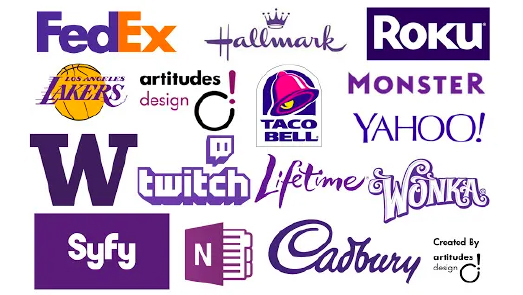 FedEx
Hallmark
ROKU
LOS ANGELES
LAKERS
artitudes
design
TACO
BELL
MONSTER
YAHOO!
W
twitch
Lifetime
WONKA
Syfy
N
Cadbury
Created By
artitudes
design